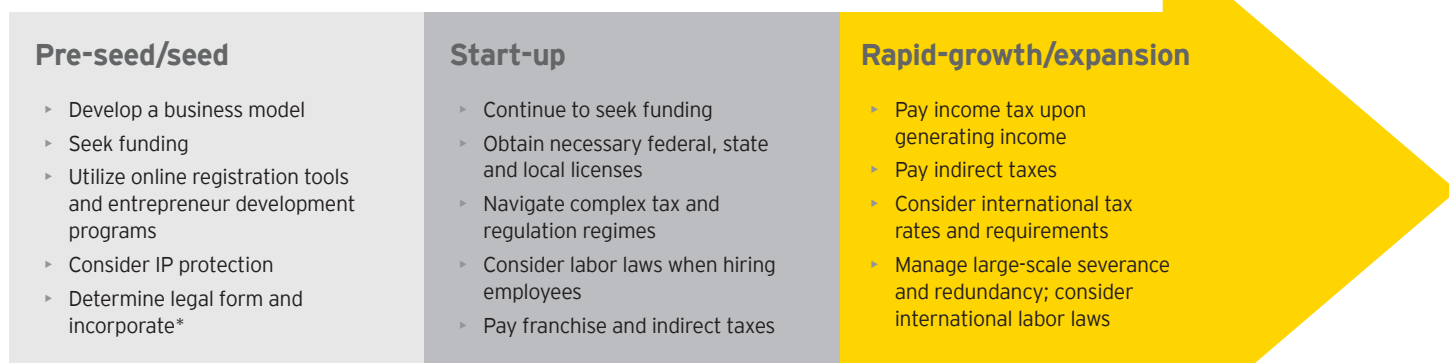 Pre-seed/seed
‣ Develop a business model
‣ Seek funding
‣ Utilize online registration tools
and entrepreneur development
programs
‣ Consider IP protection
‣ Determine legal form and
incorporate*
Start-up
‣ Continue to seek funding
‣ Obtain necessary federal, state
and local licenses
‣ Navigate complex tax and
regulation regimes
‣ Consider labor laws when hiring
employees
‣ Pay franchise and indirect taxes
Rapid-growth/expansion
‣ Pay income tax upon
generating income
‣ Pay indirect taxes
‣ Consider international tax
rates and requirements
‣ Manage large-scale severance
and redundancy; consider
international labor laws